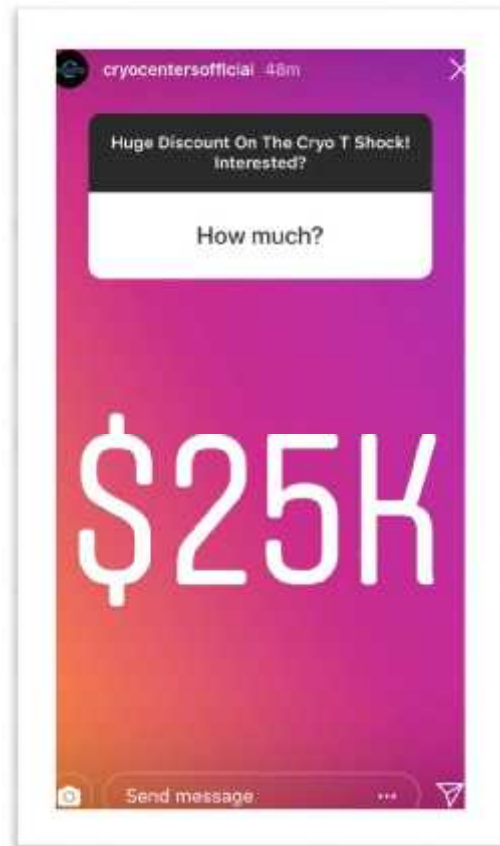 cryocentersofficial 48m
Huge Discount On The Cryo T Shock!
Interested?
How much?
$25K
Send message